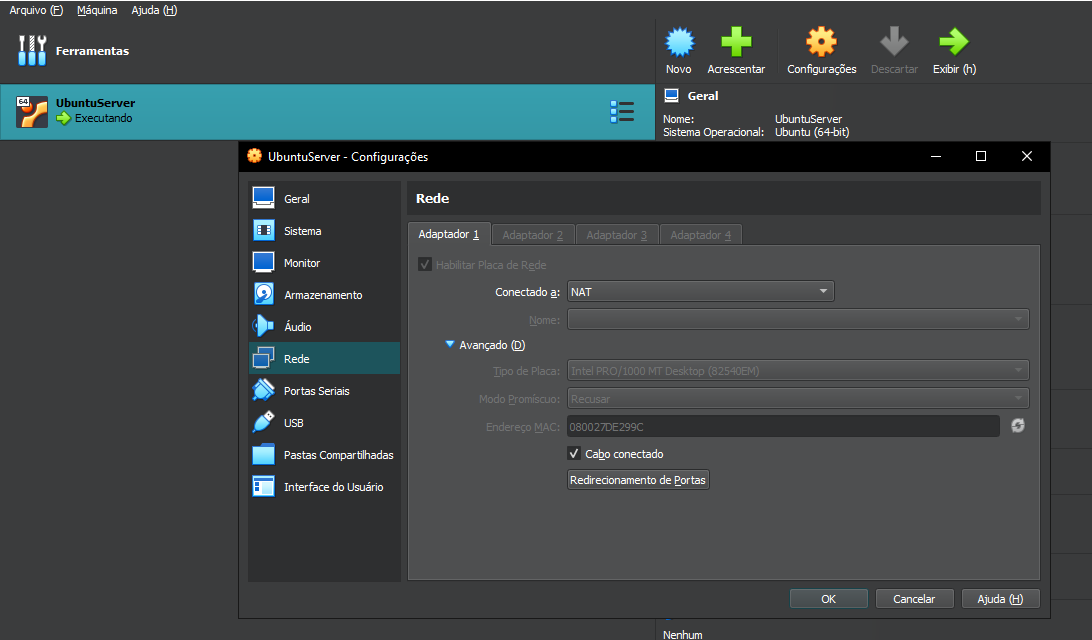 Arquivo (F) Máquina Ajuda (H)
Ferramentas
Novo Acrescentar Configurações Descartar Exibir (h)
64
UbuntuServer
Executando
Geral
Nome: UbuntuServer
Sistema Operacional: Ubuntu (64-bit)
UbuntuServer - Configurações
Geral
Sistema
Monitor
Armazenamento
Áudio
Rede
Portas Seriais
USB
Pastas Compartilhadas
Interface do Usuário
Rede
Adaptador 1 Adaptador 2 Adaptador 3 Adaptador 4
Habilitar Placa de Rede
Conectado a: NAT
Nome:
Avançado (D)
Tipo de Placa: Intel PRO/1000 MT Desktop (82540EM)
Modo Promíscuo: Recusar
Endereço MAC: 080027DE299C
Cabo conectado
Redirecionamento de Portas
OK Cancelar Ajuda (H)
Nenhum